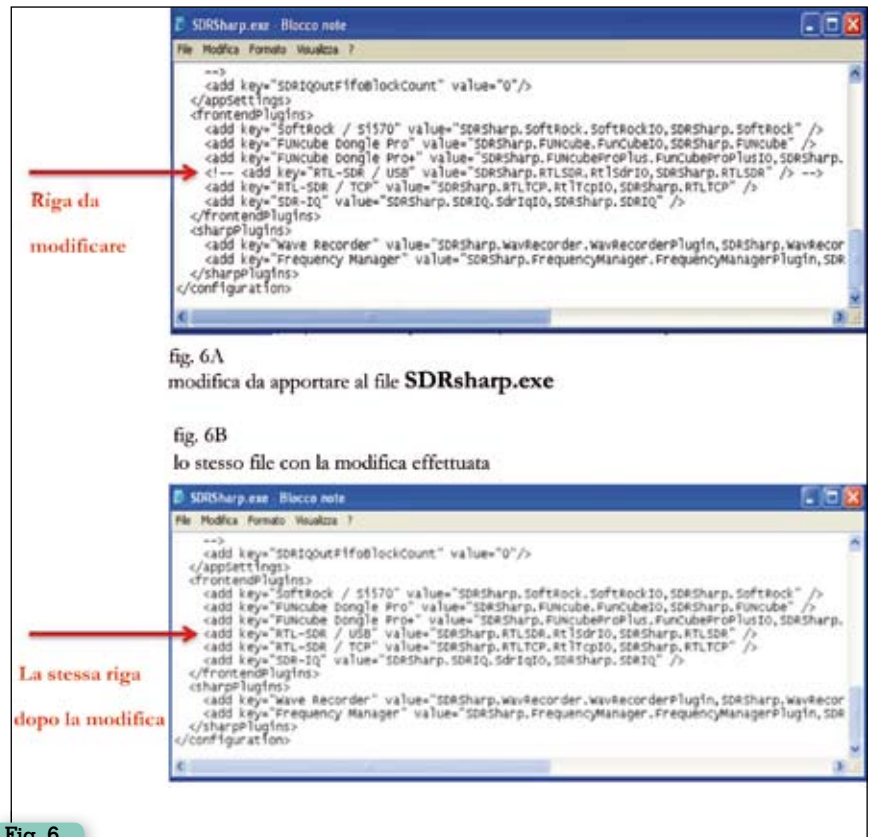 SDRSharp.exe - Blocco note
File Modifica Formato Visualizza ?
-->
<add key="SDRIQOutFifoBlockCount" value="0"/>
</appSettings>
<frontendPlugins>
<add key="SoftRock / Si570" value="SDRSharp.SoftRock.SoftRockIO,SDRSharp.SoftRock" />
<add key="FUNcube Dongle Pro" value="SDRSharp.FUNcube.FunCubeIO,SDRSharp.FUNcube" />
<add key="FUNcube Dongle Pro+" value="SDRSharp.FUNcubeProPlus.FunCubeProPlusIO,SDRSharp.
<!-- <add key="RTL-SDR / USB" value="SDRSharp.RTLSDR.RtlSdrIO,SDRSharp.RTLSDR" /> -->
<add key="RTL-SDR / TCP" value="SDRSharp.RTLTCP.RtlTcpIO,SDRSharp.RTLTCP" />
<add key="SDR-IQ" value="SDRSharp.SDRIQ.SdrIqIO,SDRSharp.SDRIQ" />
</frontendPlugins>
<sharpPlugins>
<add key="Wave Recorder" value="SDRSharp.WavRecorder.WavRecorderPlugin,SDRSharp.WavRecor
<add key="Frequency Manager" value="SDRSharp.FrequencyManager.FrequencyManagerPlugin,SDR
</sharpPlugins>
</configuration>
Riga da
modificare
fig. 6A
modifica da apportare al file SDRsharp.exe
fig. 6B
lo stesso file con la modifica effettuata
SDRSharp.exe - Blocco note
File Modifica Formato Visualizza ?
-->
<add key="SDRIQOutFifoBlockCount" value="0"/>
</appSettings>
<frontendPlugins>
<add key="SoftRock / Si570" value="SDRSharp.SoftRock.SoftRockIO,SDRSharp.SoftRock" />
<add key="FUNcube Dongle Pro" value="SDRSharp.FUNcube.FunCubeIO,SDRSharp.FUNcube" />
<add key="FUNcube Dongle Pro+" value="SDRSharp.FUNcubeProPlus.FunCubeProPlusIO,SDRSharp.
<add key="RTL-SDR / USB" value="SDRSharp.RTLSDR.RtlSdrIO,SDRSharp.RTLSDR" />
<add key="RTL-SDR / TCP" value="SDRSharp.RTLTCP.RtlTcpIO,SDRSharp.RTLTCP" />
<add key="SDR-IQ" value="SDRSharp.SDRIQ.SdrIqIO,SDRSharp.SDRIQ" />
</frontendPlugins>
<sharpPlugins>
<add key="Wave Recorder" value="SDRSharp.WavRecorder.WavRecorderPlugin,SDRSharp.WavRecor
<add key="Frequency Manager" value="SDRSharp.FrequencyManager.FrequencyManagerPlugin,SDR
</sharpPlugins>
</configuration>
La stessa riga
dopo la modifica
Fig. 6